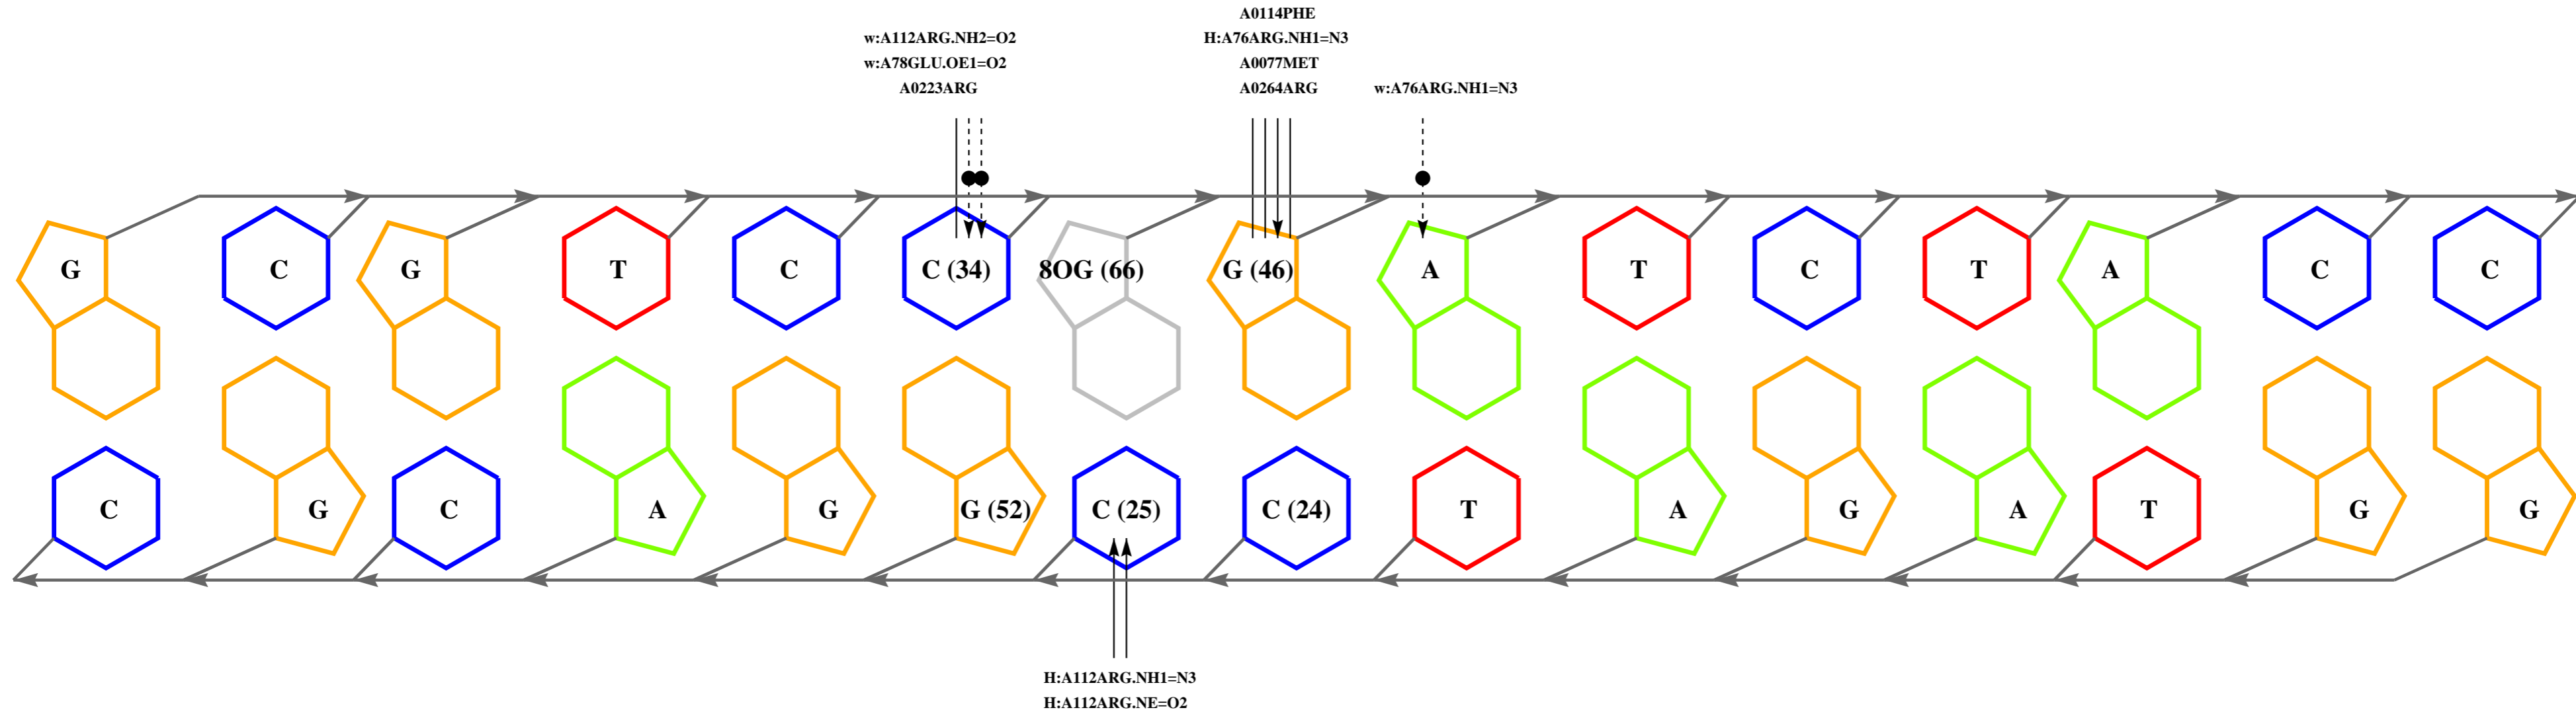 A0114PHE
w:A112ARG.NH2=O2 H:A76ARG.NH1=N3
w:A78GLU.OE1=O2 A0077MET
A0223ARG A0264ARG w:A76ARG.NH1=N3
G C G T C C (34) 8OG (66) G (46) A T C T A C C
C G C A G G (52) C (25) C (24) T A G A T G G
H:A112ARG.NH1=N3
H:A112ARG.NE=O2